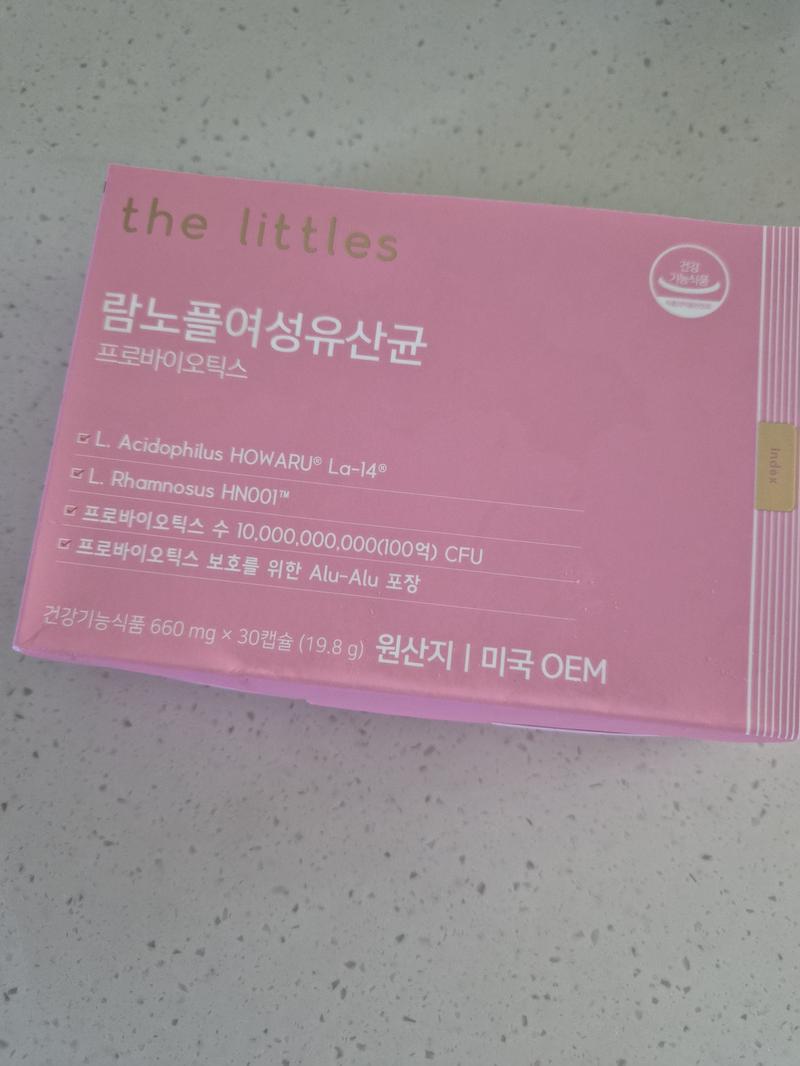 the littles
건강
기능식품
람노플여성유산균
프로바이오틱스
L. Acidophilus HOWARU® La-14®
L. Rhamnosus HN001™
프로바이오틱스 수 10,000,000,000(100억) CFU
프로바이오틱스 보호를 위한 Alu-Alu 포장
건강기능식품 660 mg × 30캡슐 (19.8 g) 원산지 | 미국 OEM
index